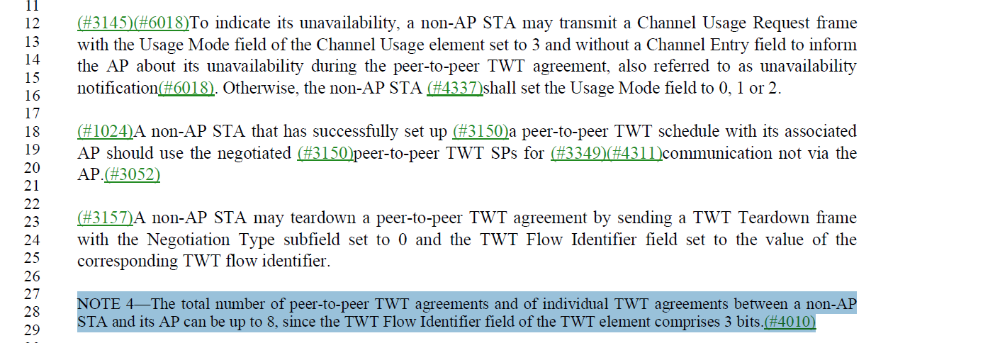 11
12 (#3145)(#6018)To indicate its unavailability, a non-AP STA may transmit a Channel Usage Request frame
13 with the Usage Mode field of the Channel Usage element set to 3 and without a Channel Entry field to inform
14 the AP about its unavailability during the peer-to-peer TWT agreement, also referred to as unavailability
15
16 notification(#6018). Otherwise, the non-AP STA (#4337)shall set the Usage Mode field to 0, 1 or 2.
17
18 (#1024)A non-AP STA that has successfully set up (#3150)a peer-to-peer TWT schedule with its associated
19 AP should use the negotiated (#3150)peer-to-peer TWT SPs for (#3349)(#4311)communication not via the
20 AP.(#3052)
21
22
23 (#3157)A non-AP STA may teardown a peer-to-peer TWT agreement by sending a TWT Teardown frame
24 with the Negotiation Type subfield set to 0 and the TWT Flow Identifier field set to the value of the
25 corresponding TWT flow identifier.
26
27
28 NOTE 4—The total number of peer-to-peer TWT agreements and of individual TWT agreements between a non-AP
29 STA and its AP can be up to 8, since the TWT Flow Identifier field of the TWT element comprises 3 bits.(#4010)